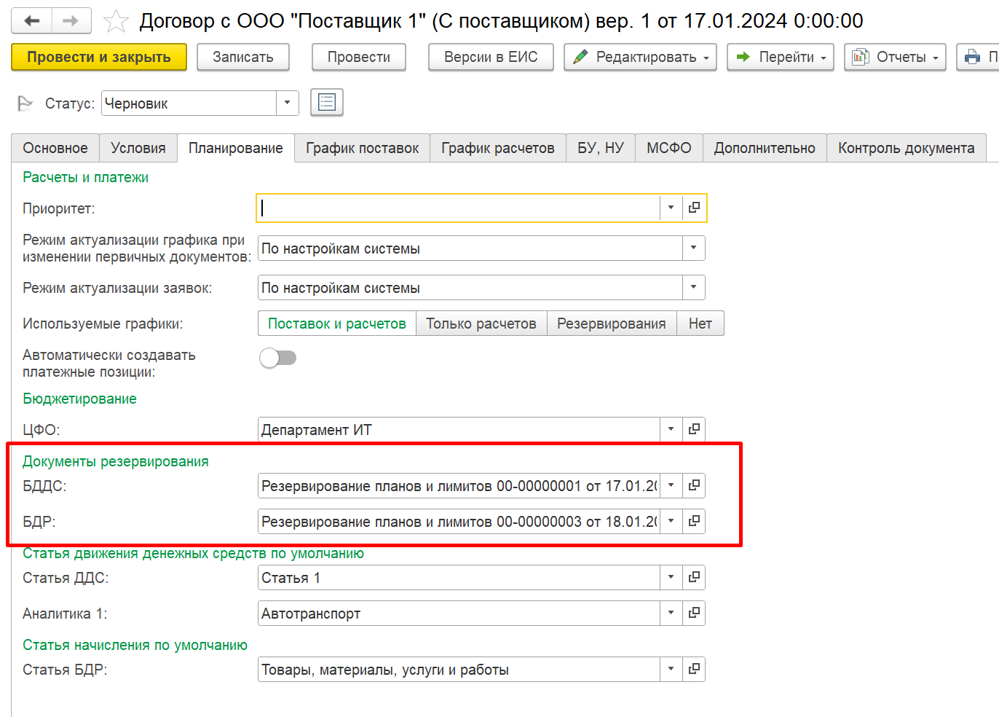 Договор с ООО "Поставщик 1" (С поставщиком) вер. 1 от 17.01.2024 0:00:00
Провести и закрыть Записать Провести Версии в ЕИС Редактировать Перейти Отчеты
Статус: Черновик
Основное Условия Планирование График поставок График расчетов БУ, НУ МСФО Дополнительно Контроль документа
Расчеты и платежи
Приоритет:
Режим актуализации графика при
изменении первичных документов: По настройкам системы
Режим актуализации заявок: По настройкам системы
Используемые графики: Поставок и расчетов Только расчетов Резервирования Нет
Автоматически создавать
платежные позиции:
Бюджетирование
ЦФО: Департамент ИТ
Документы резервирования
БДДС: Резервирование планов и лимитов 00-00000001 от 17.01.20
БДР: Резервирование планов и лимитов 00-00000003 от 18.01.20
Статья движения денежных средств по умолчанию
Статья ДДС: Статья 1
Аналитика 1: Автотранспорт
Статья начисления по умолчанию
Статья БДР: Товары, материалы, услуги и работы